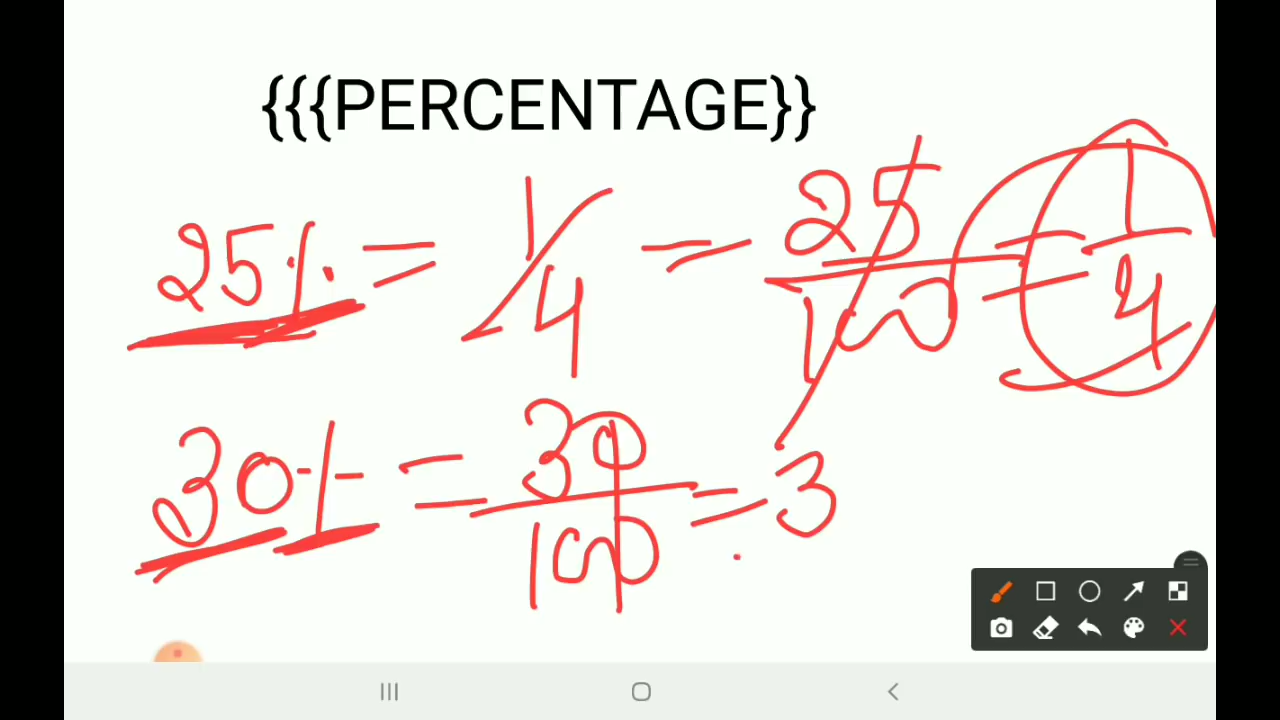 {{{PERCENTAGE}}
25% = 1/4 = 25/100 = 1/4
30% = 30/100 = 3